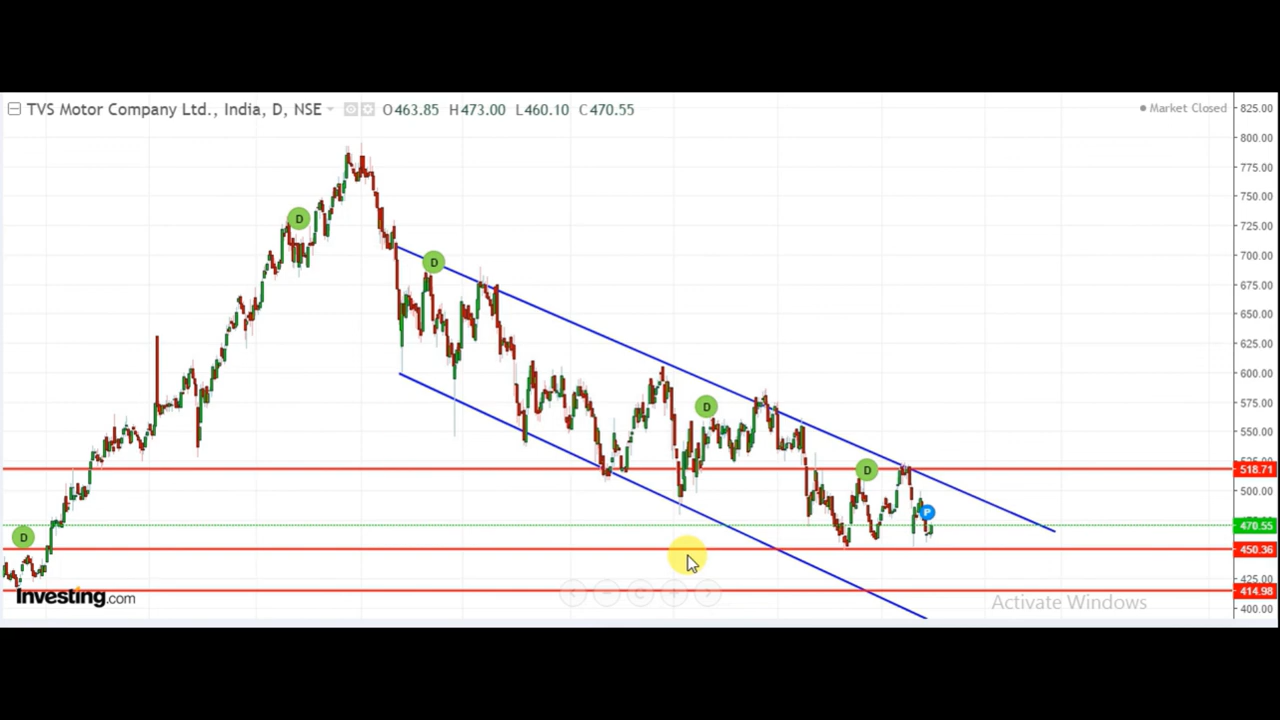 TVS Motor Company Ltd., India, D, NSE O463.85 H473.00 L460.10 C470.55
Market Closed
825.00
800.00
775.00
750.00
725.00
700.00
675.00
650.00
625.00
600.00
575.00
550.00
525.00
518.71
500.00
470.55
450.36
425.00
414.98
400.00
D
D
D
D
D
P
Investing.com
Activate Windows